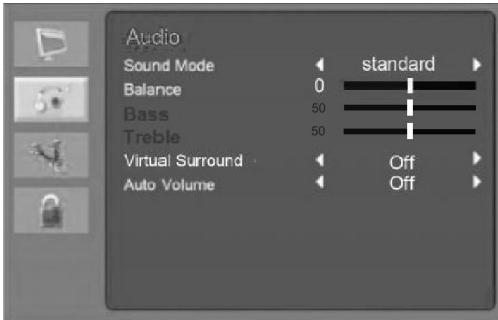 Audio
Sound Mode standard
Balance 0
Bass 50
Treble 50
Virtual Surround Off
Auto Volume Off